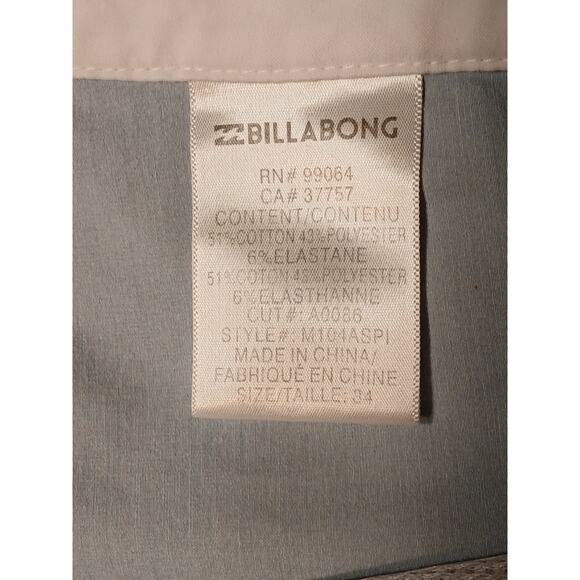 BILLABONG
RN# 99064
CA# 37757
CONTENT/CONTENU
51%COTTON 43%POLYESTER
6%ELASTANE
51%COTON 43%POLYESTER
6%ELASTHANNE
CUT#: A0086
STYLE#: M104ASPI
MADE IN CHINA/
FABRIQUÉ EN CHINE
SIZE/TAILLE: 34